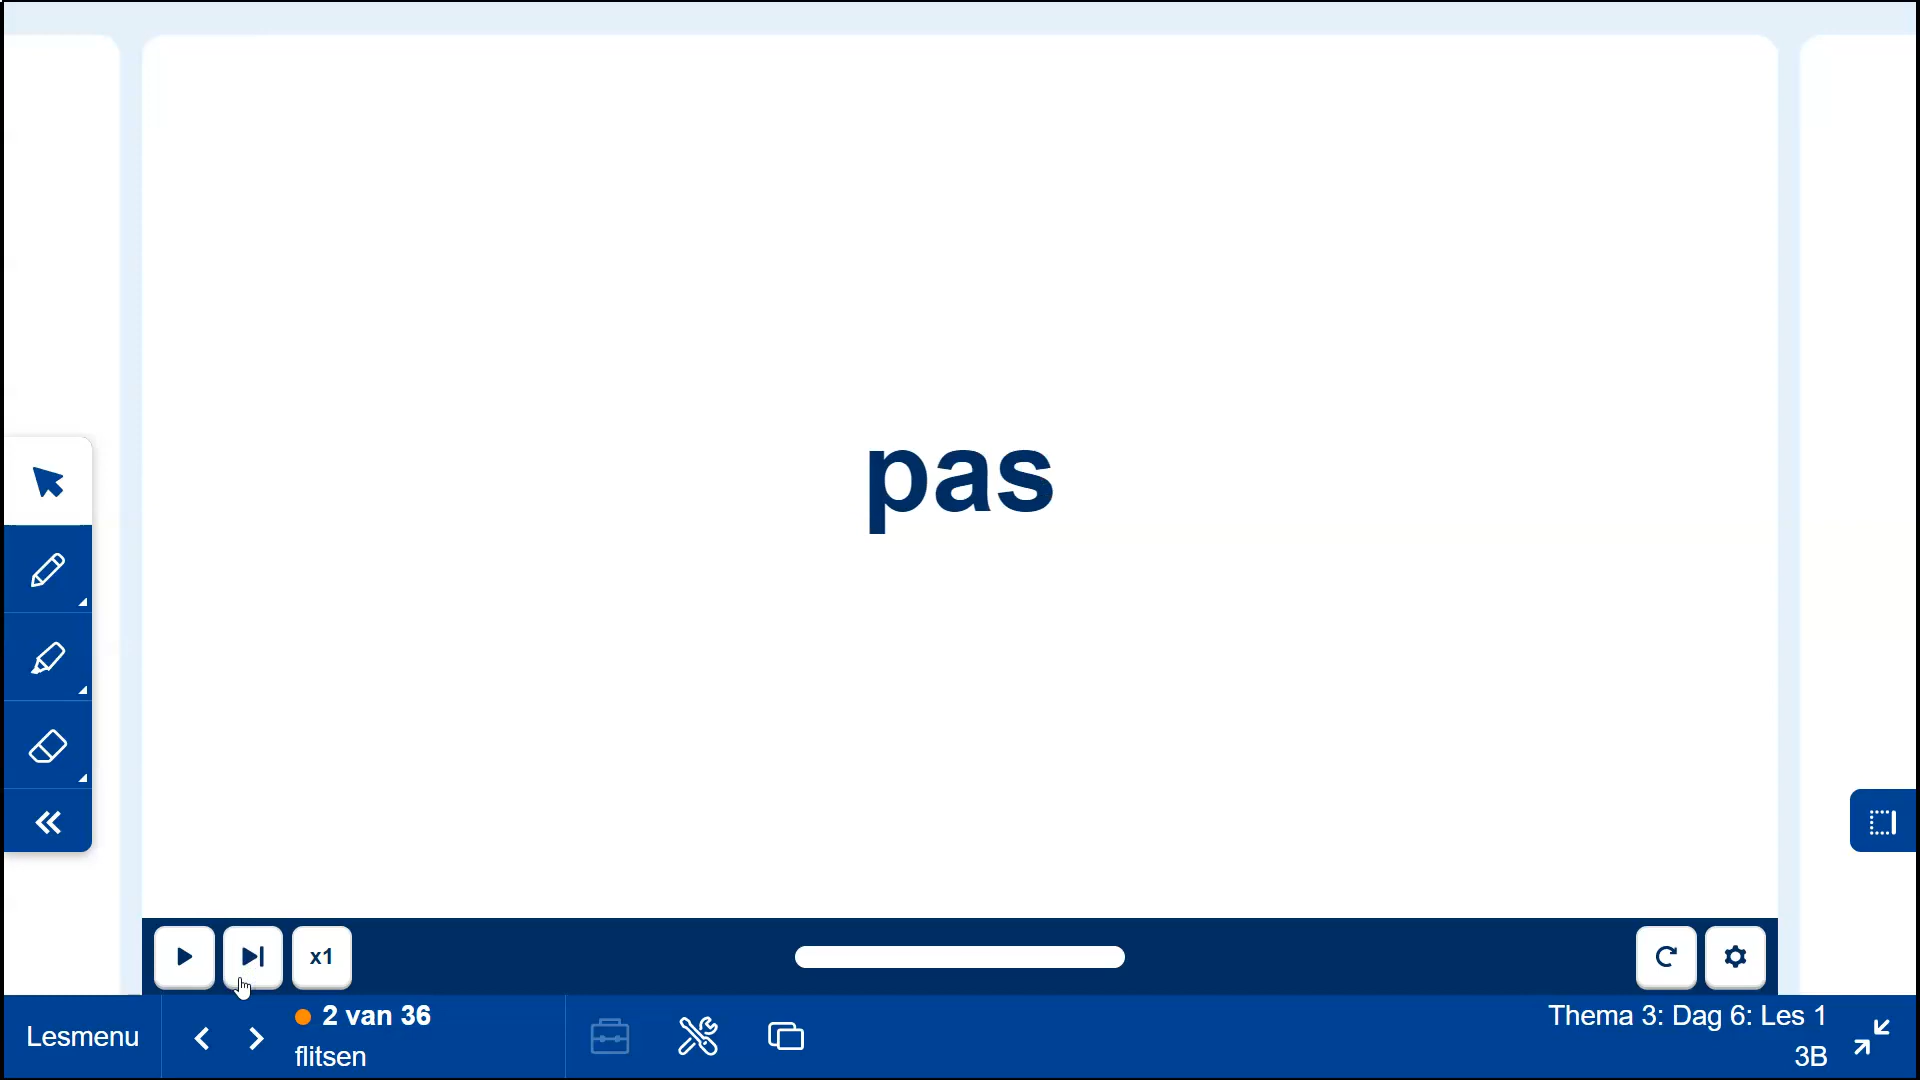 pas
x1
Lesmenu
2 van 36
flitsen
Thema 3: Dag 6: Les 1
3B